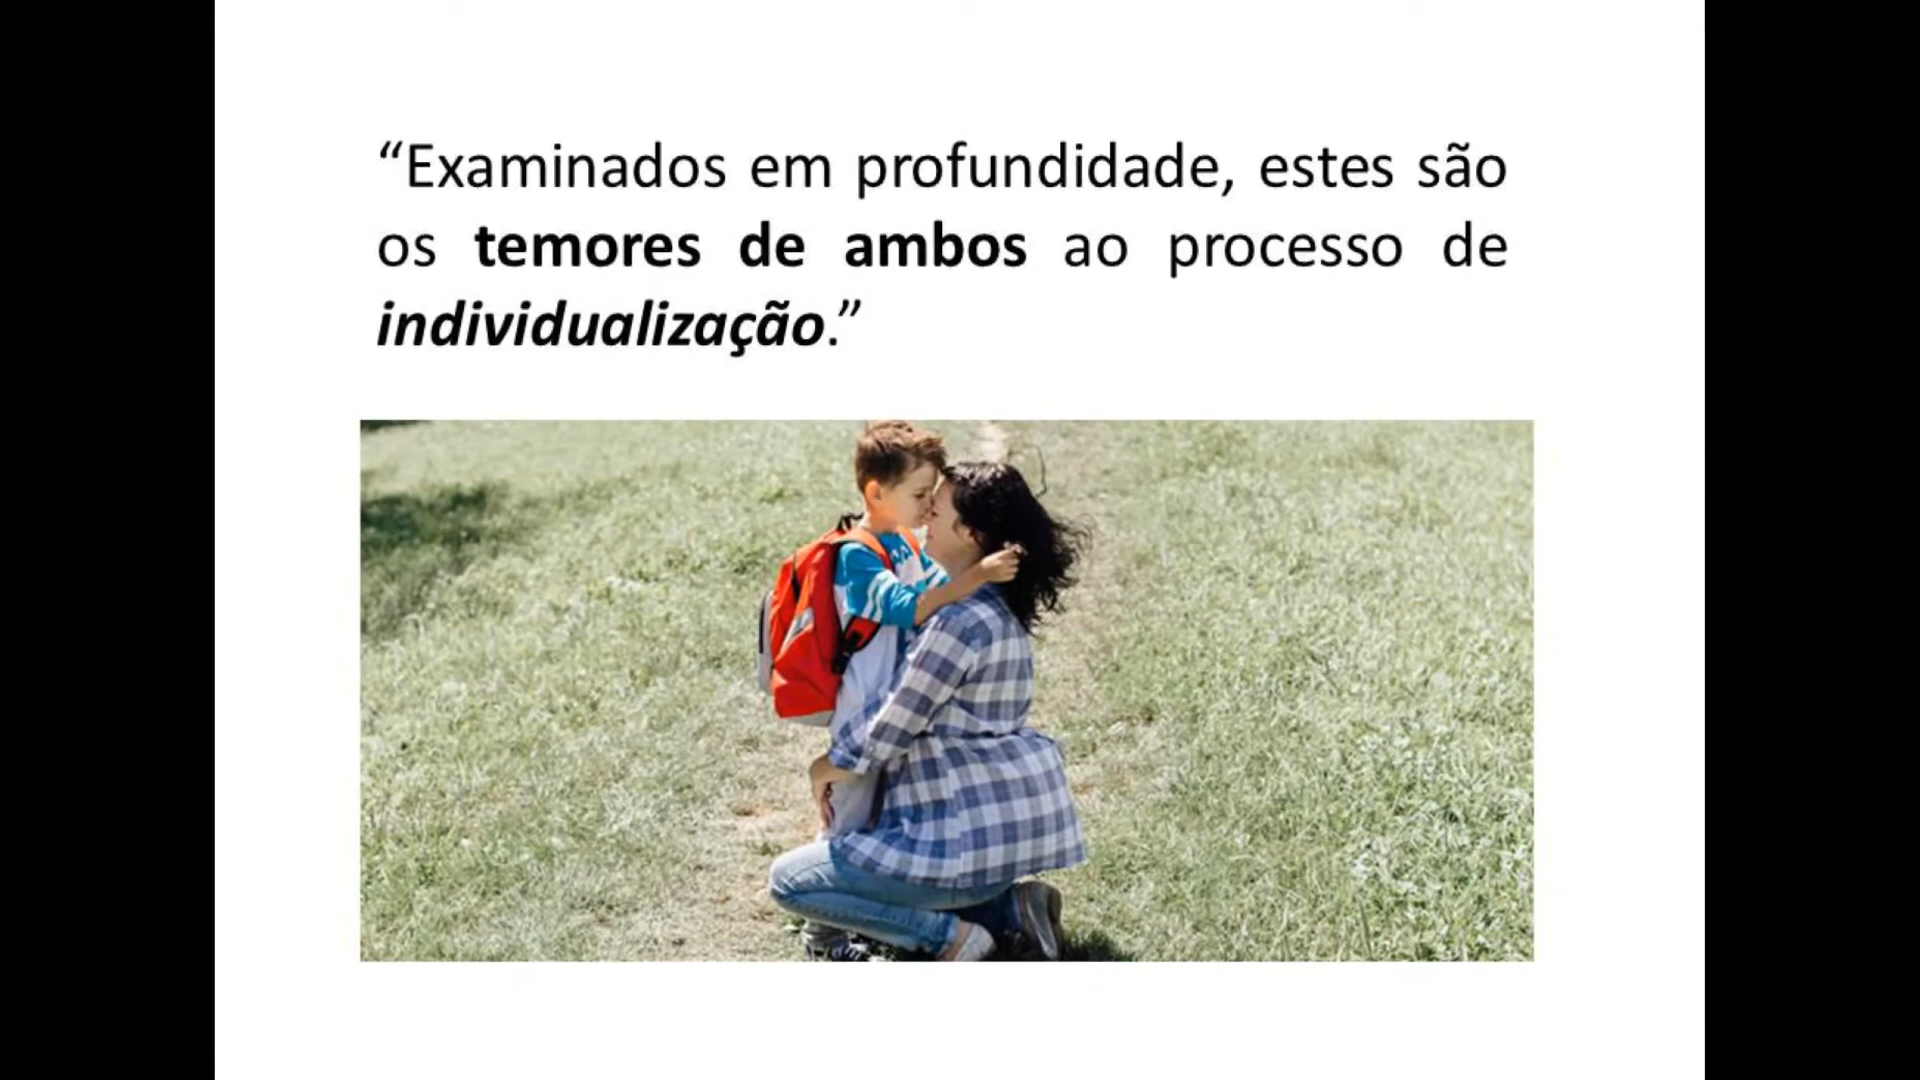 “Examinados em profundidade, estes são
os temores de ambos ao processo de
individualização.”